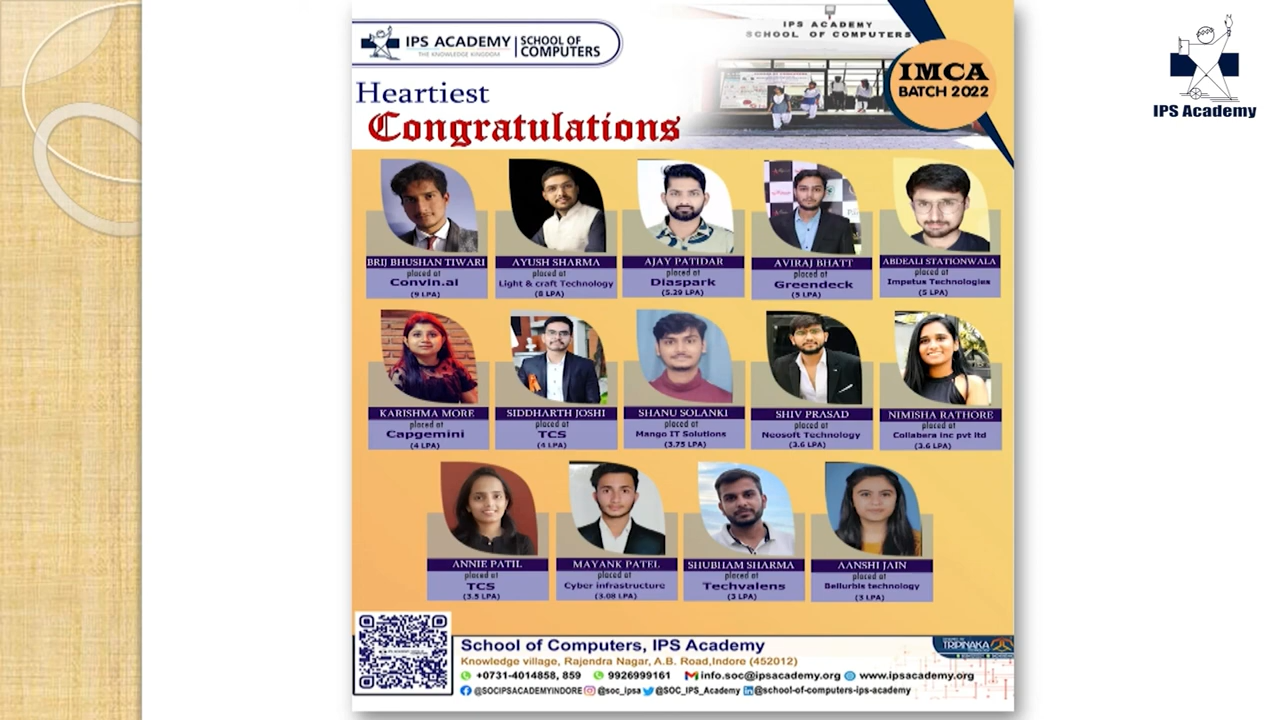 IPS ACADEMY
SCHOOL OF COMPUTERS
IPS ACADEMY | SCHOOL OF COMPUTERS
THE KNOWLEDGE KINGDOM
IMCA
BATCH 2022
IPS Academy
Heartiest
Congratulations
BRIJ BHUSHAN TIWARI
placed at
Convin.ai
(9 LPA)
AYUSH SHARMA
placed at
Light & craft Technology
(8 LPA)
AJAY PATIDAR
placed at
Diaspark
(5.29 LPA)
AVIRAJ BHATT
placed at
Greendeck
(5 LPA)
ABDEALI STATIONWALA
placed at
Impetus Technologies
(5 LPA)
KARISHMA MORE
placed at
Capgemini
(4 LPA)
SIDDHARTH JOSHI
placed at
TCS
(4 LPA)
SHANU SOLANKI
placed at
Mango IT Solutions
(3.75 LPA)
SHIV PRASAD
placed at
Neosoft Technology
(3.6 LPA)
NIMISHA RATHORE
placed at
Collabera inc pvt ltd
(3.6 LPA)
ANNIE PATIL
placed at
TCS
(3.5 LPA)
MAYANK PATEL
placed at
Cyber infrastructure
(3.08 LPA)
SHUBHAM SHARMA
placed at
Techvalens
(3 LPA)
AANSHI JAIN
placed at
Bellurbis technology
(3 LPA)
School of Computers, IPS Academy
TRIPINAKA
Knowledge village, Rajendra Nagar, A.B. Road,Indore (452012)
+0731-4014858, 859 9926999161 info.soc@ipsacademy.org www.ipsacademy.org
@SOCIPSACADEMYINDORE @soc_ipsa @SOC_IPS_Academy @school-of-computers-ips-academy